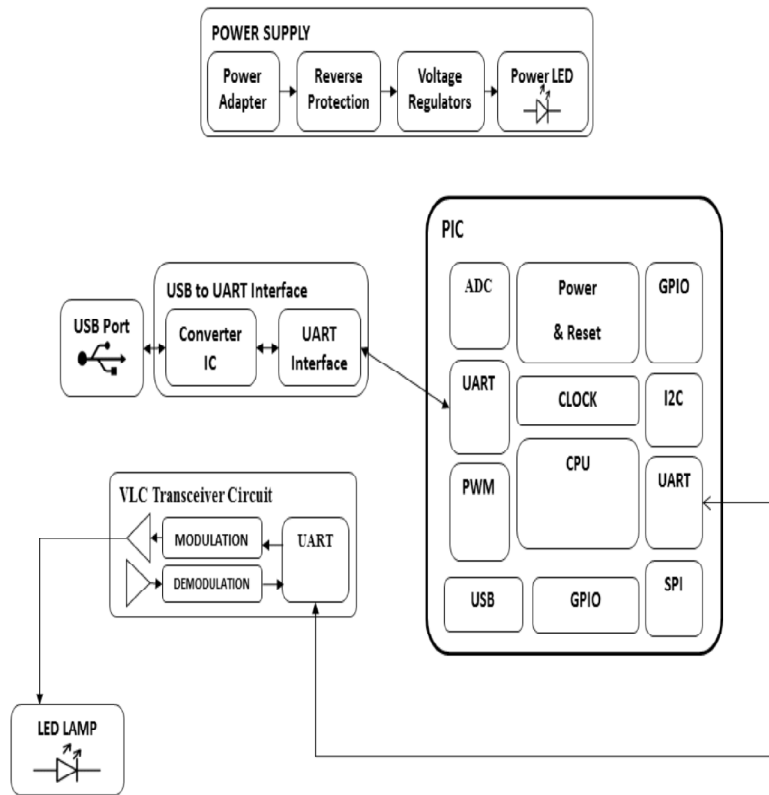 POWER SUPPLY
Power
Adapter
Reverse
Protection
Voltage
Regulators
Power LED
PIC
ADC
Power
& Reset
GPIO
USB to UART Interface
USB Port
Converter
IC
UART
Interface
UART
CLOCK
I2C
CPU
PWM
UART
VLC Transceiver Circuit
MODULATION
UART
DEMODULATION
USB
GPIO
SPI
LED LAMP